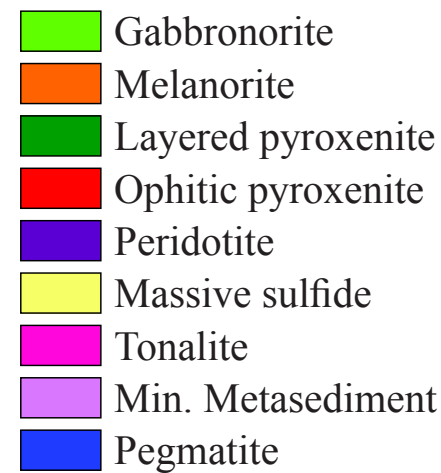 Gabbronorite
Melanorite
Layered pyroxenite
Ophitic pyroxenite
Peridotite
Massive sulfide
Tonalite
Min. Metasediment
Pegmatite